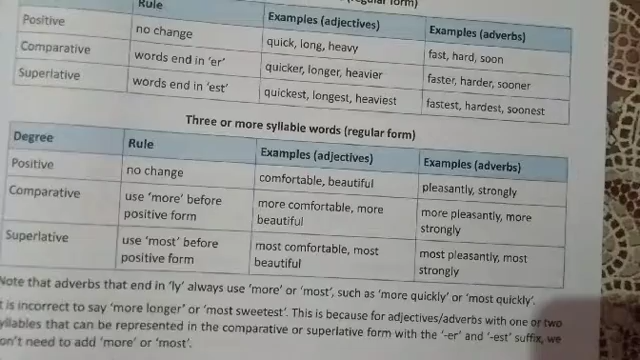 (regular form)
Rule
Examples (adjectives)
Examples (adverbs)
Positive
no change
quick, long, heavy
fast, hard, soon
Comparative
words end in 'er'
quicker, longer, heavier
faster, harder, sooner
Superlative
words end in 'est'
quickest, longest, heaviest
fastest, hardest, soonest
Three or more syllable words (regular form)
Degree
Rule
Examples (adjectives)
Examples (adverbs)
Positive
no change
comfortable, beautiful
pleasantly, strongly
Comparative
use 'more' before
positive form
more comfortable, more
beautiful
more pleasantly, more
strongly
Superlative
use 'most' before
positive form
most comfortable, most
beautiful
most pleasantly, most
strongly
Note that adverbs that end in 'ly' always use 'more' or 'most', such as 'more quickly' or 'most quickly'.
t is incorrect to say 'more longer' or 'most sweetest'. This is because for adjectives/adverbs with one or two
yllables that can be represented in the comparative or superlative form with the '-er' and '-est' suffix, we
on't need to add 'more' or 'most'.